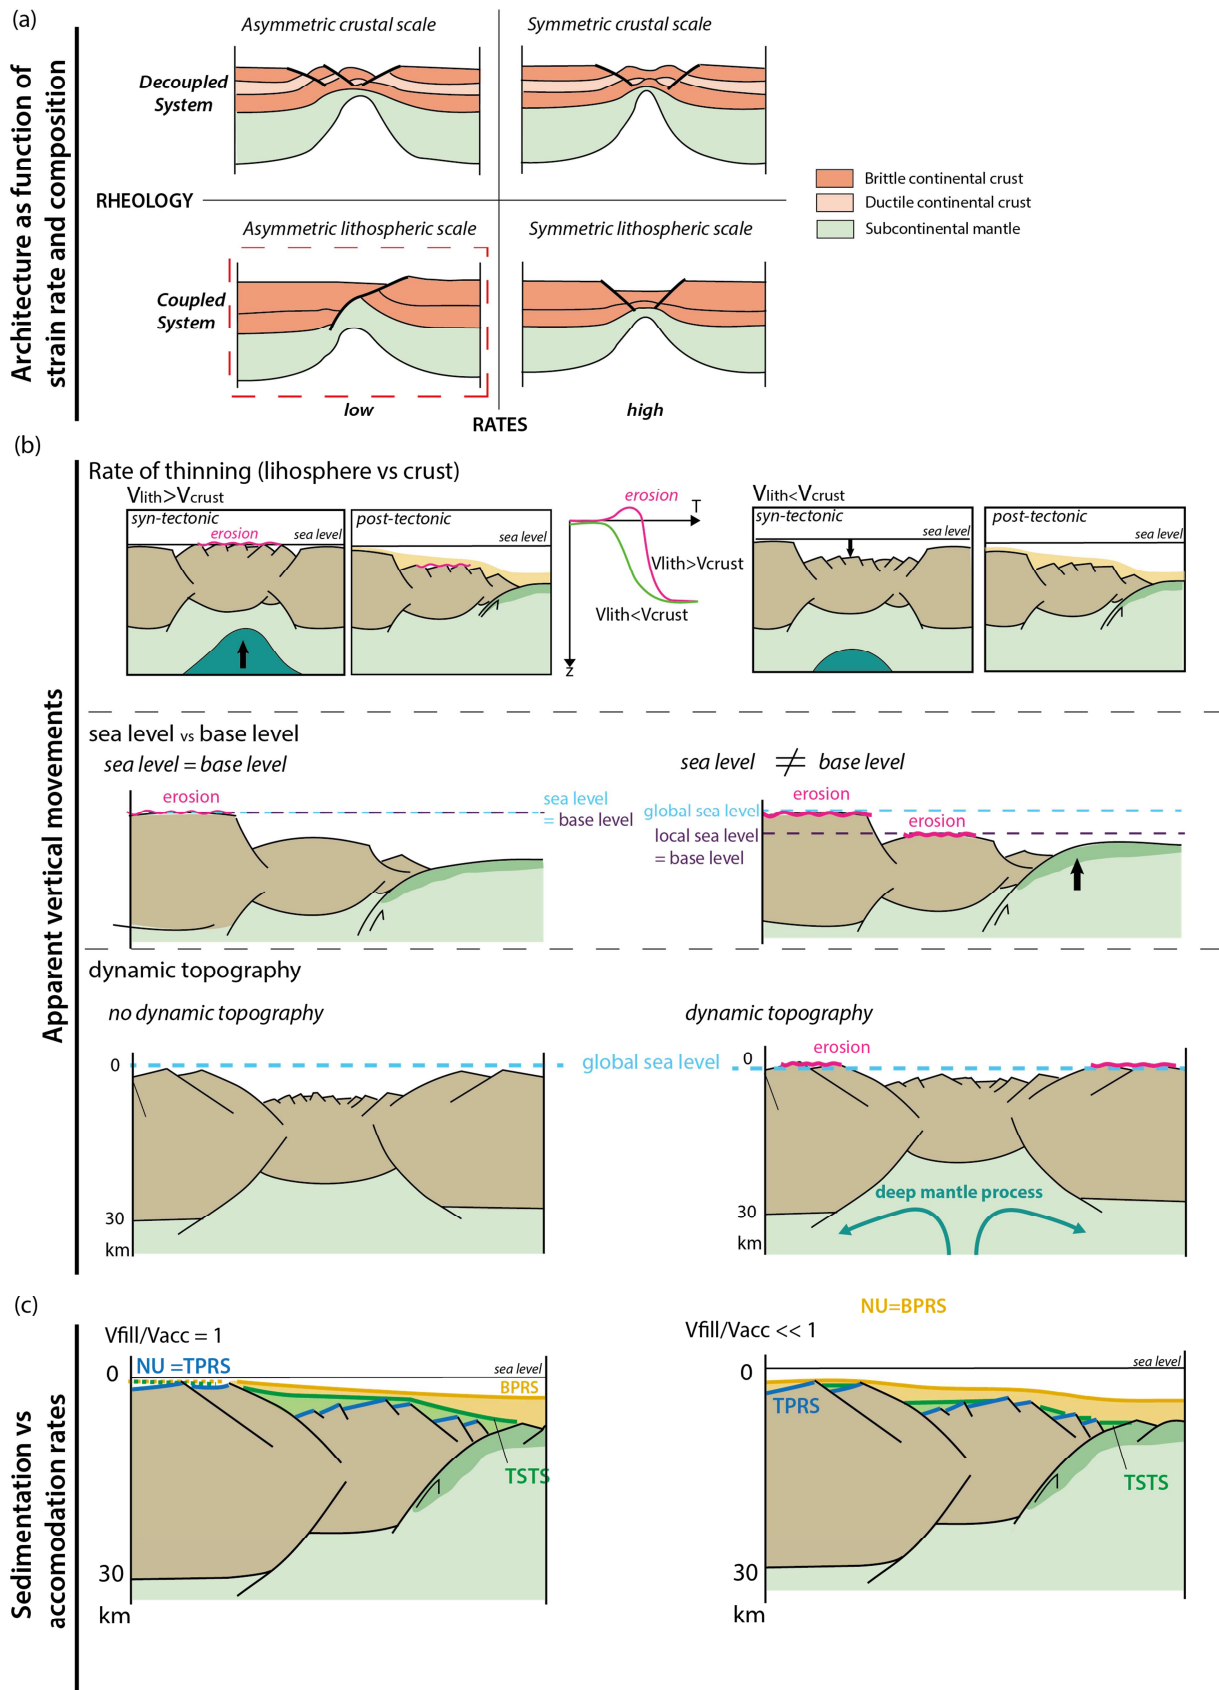 (a)
Architecture as function of
strain rate and composition
Asymmetric crustal scale
Symmetric crustal scale
Decoupled
System
RHEOLOGY
Asymmetric lithospheric scale
Symmetric lithospheric scale
Coupled
System
low
high
RATES
Brittle continental crust
Ductile continental crust
Subcontinental mantle
(b)
Apparent vertical movements
Rate of thinning (lihosphere vs crust)
Vlith>Vcrust
syn-tectonic
erosion
sea level
post-tectonic
sea level
erosion
T
Vlith>Vcrust
Vlith<Vcrust
z
Vlith<Vcrust
syn-tectonic
sea level
post-tectonic
sea level
sea level vs base level
sea level = base level
erosion
sea level
= base level
sea level ≠ base level
erosion
global sea level
erosion
local sea level
= base level
dynamic topography
no dynamic topography
0
30
km
global sea level
dynamic topography
erosion
0
deep mantle process
30
km
(c)
Sedimentation vs
accomodation rates
Vfill/Vacc = 1
0
NU =TPRS
sea level
BPRS
TSTS
30
km
NU=BPRS
Vfill/Vacc << 1
sea level
0
TPRS
TSTS
30
km